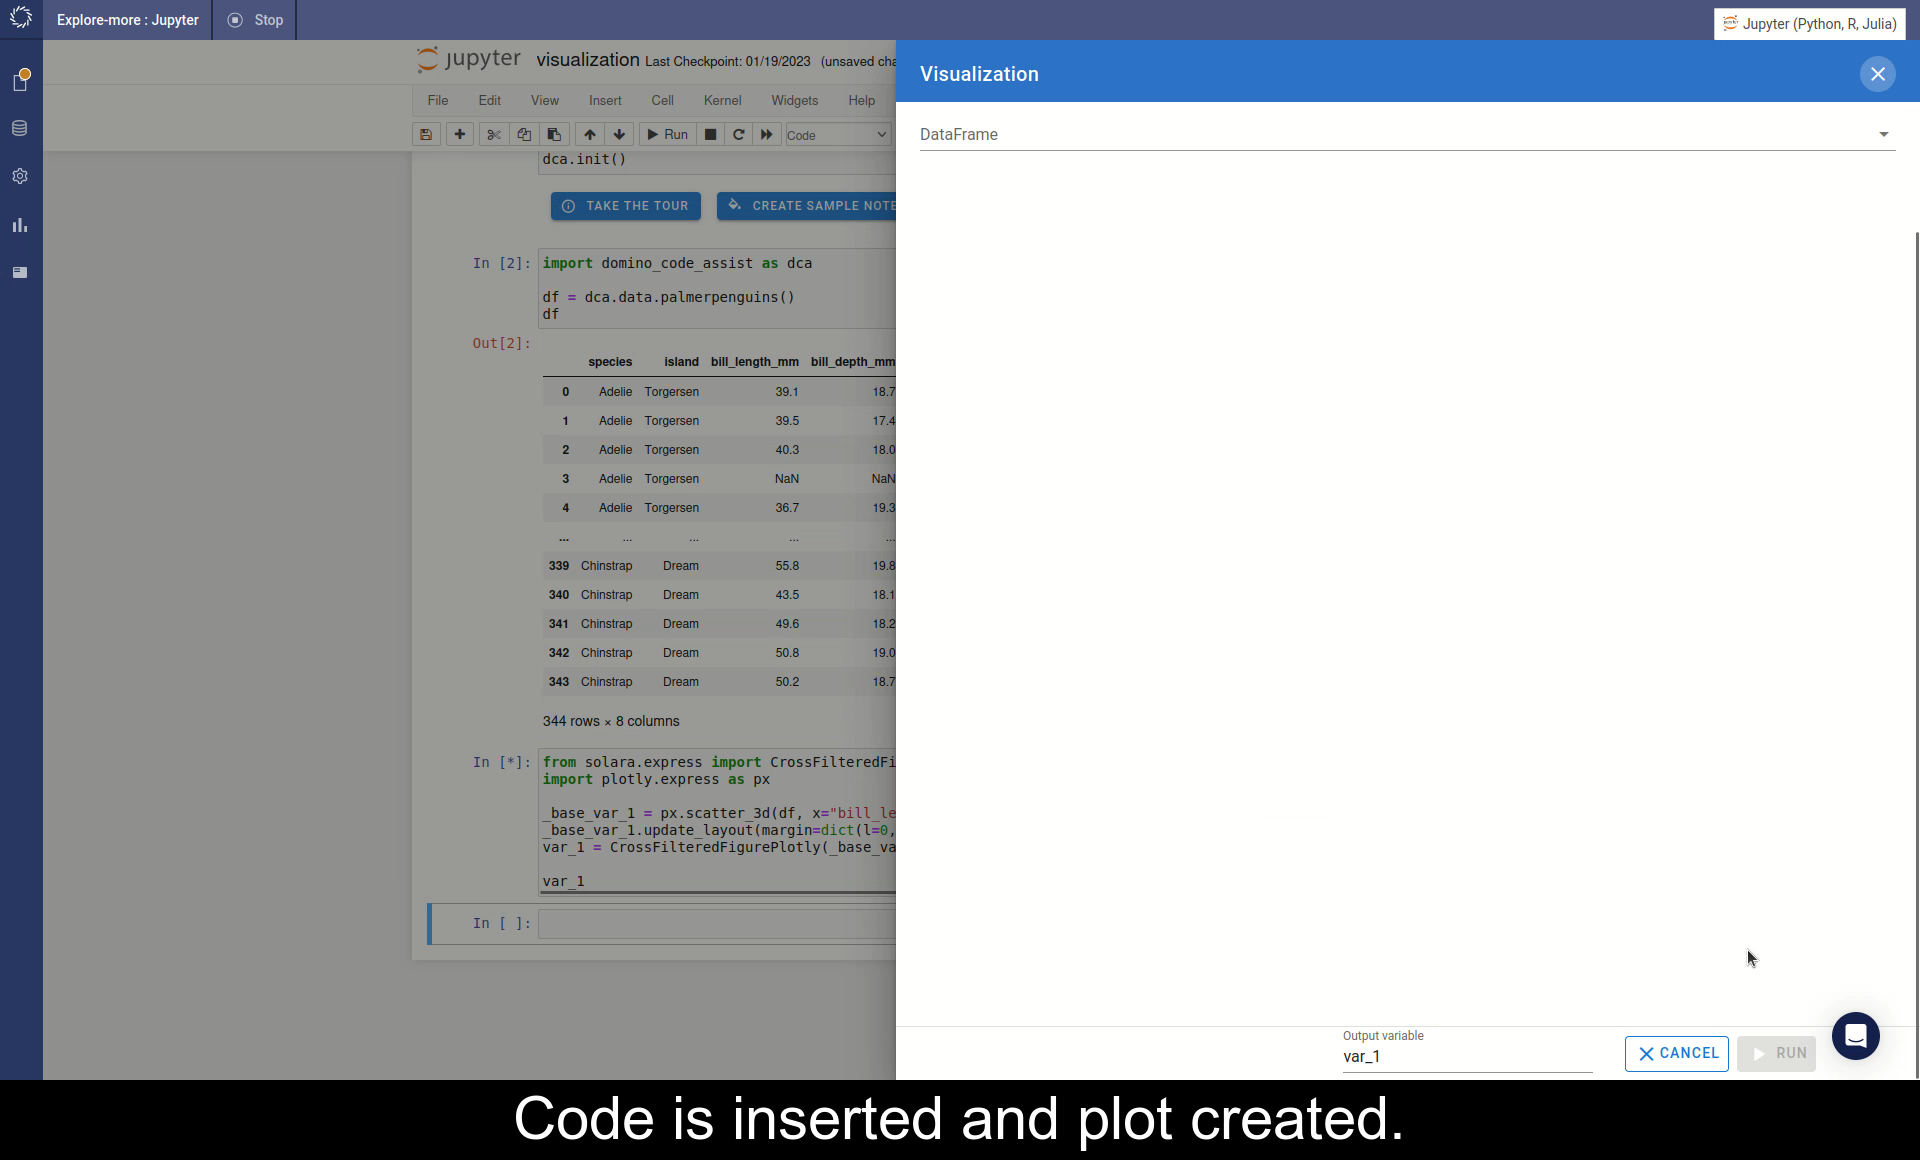 Explore-more : Jupyter
Stop
Jupyter (Python, R, Julia)
jupyter visualization Last Checkpoint: 01/19/2023 (unsaved cha
File Edit View Insert Cell Kernel Widgets Help
Run Code
dca.init()
TAKE THE TOUR CREATE SAMPLE NOTE
In [2]: import domino_code_assist as dca
df = dca.data.palmerpenguins()
df
Out[2]:
species island bill_length_mm bill_depth_mm
0 Adelie Torgersen 39.1 18.7
1 Adelie Torgersen 39.5 17.4
2 Adelie Torgersen 40.3 18.0
3 Adelie Torgersen NaN NaN
4 Adelie Torgersen 36.7 19.3
... ... ... ... ...
339 Chinstrap Dream 55.8 19.8
340 Chinstrap Dream 43.5 18.1
341 Chinstrap Dream 49.6 18.2
342 Chinstrap Dream 50.8 19.0
343 Chinstrap Dream 50.2 18.7
344 rows × 8 columns
In [*]: from solara.express import CrossFilteredFi
import plotly.express as px
_base_var_1 = px.scatter_3d(df, x="bill_le
_base_var_1.update_layout(margin=dict(l=0,
var_1 = CrossFilteredFigurePlotly(_base_va
var_1
In [ ]:
Visualization
DataFrame
Output variable
var_1
CANCEL
RUN
Code is inserted and plot created.